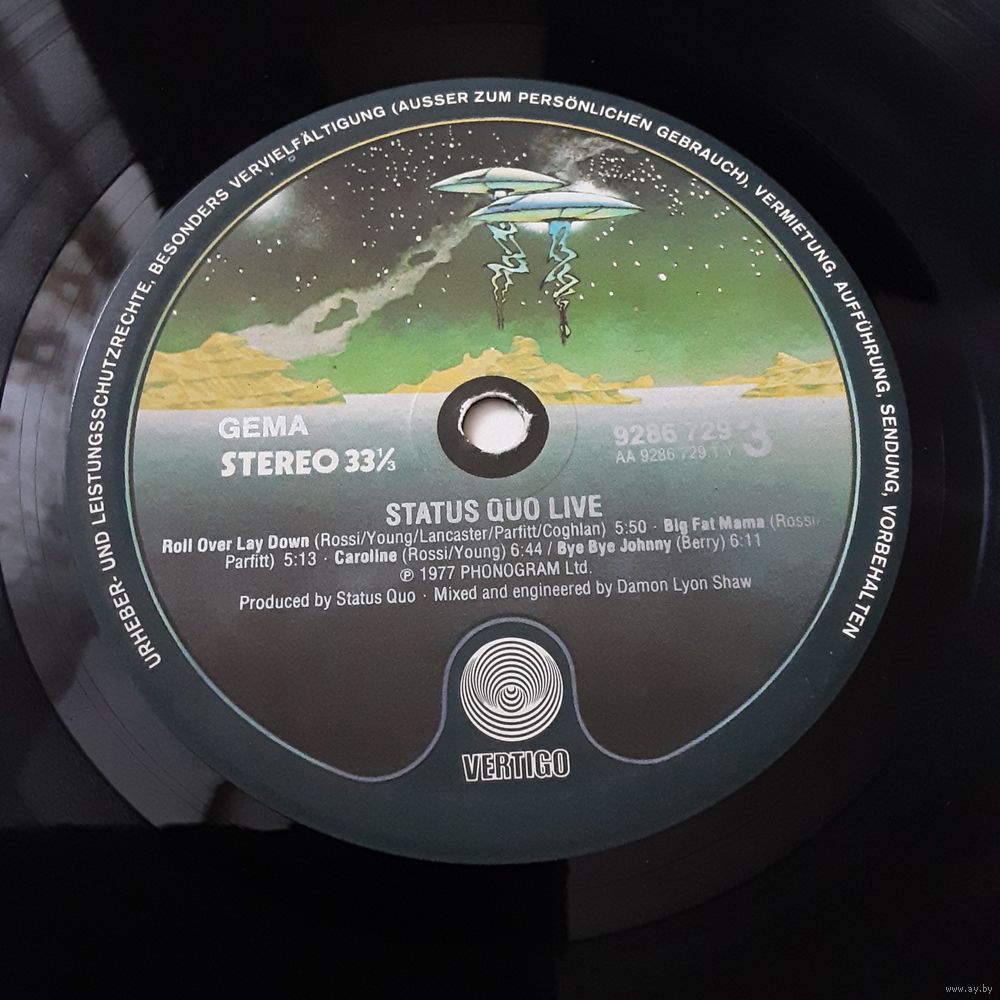 URHEBER- UND LEISTUNGSSCHUTZRECHTE, BESONDERS VERVIELFÄLTIGUNG (AUSSER ZUM PERSÖNLICHEN GEBRAUCH), VERMIETUNG, AUFFÜHRUNG, SENDUNG, VORBEHALTEN
GEMA
STEREO 33⅓
9286 729 3
AA 9286 729 1 Y
STATUS QUO LIVE
Roll Over Lay Down (Rossi/Young/Lancaster/Parfitt/Coghlan) 5:50 · Big Fat Mama (Rossi/
Parfitt) 5:13 · Caroline (Rossi/Young) 6:44 / Bye Bye Johnny (Berry) 6:11
℗ 1977 PHONOGRAM Ltd.
Produced by Status Quo · Mixed and engineered by Damon Lyon Shaw
VERTIGO
www.ay.by